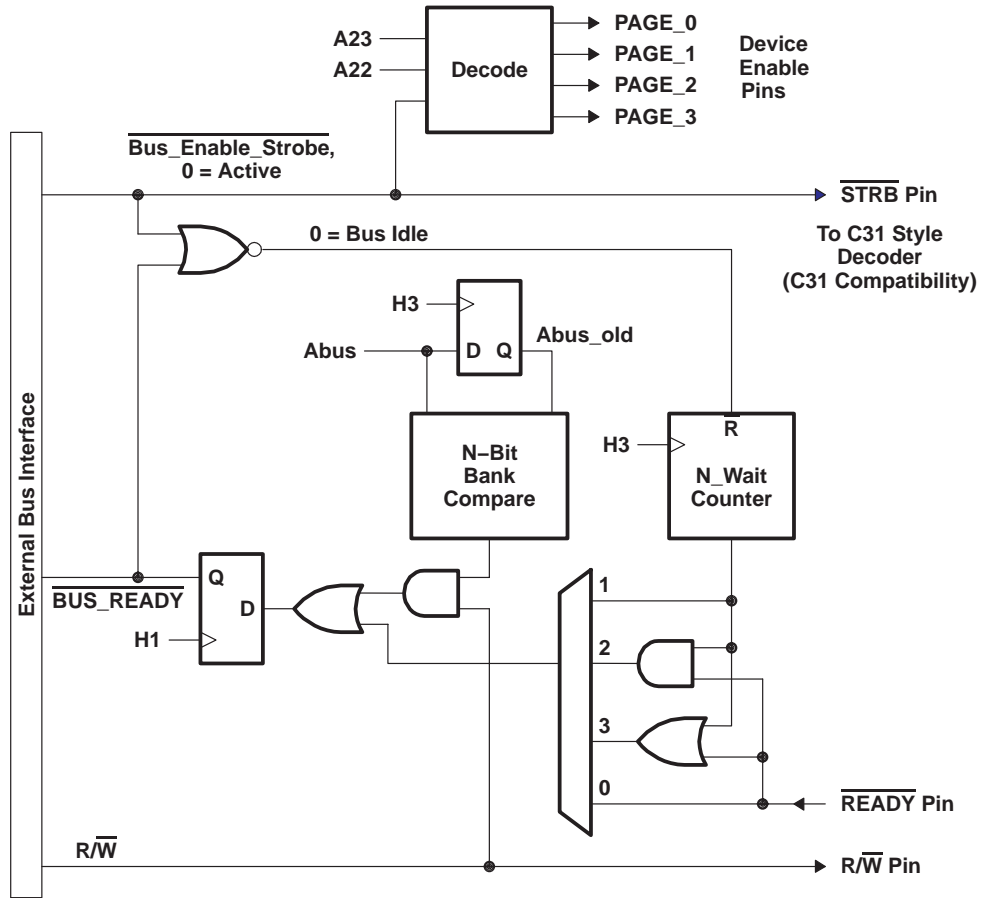 A23
A22
Decode
PAGE_0
PAGE_1
PAGE_2
PAGE_3
Device
Enable
Pins
Bus_Enable_Strobe,
0 = Active
STRB Pin
0 = Bus Idle
To C31 Style
Decoder
(C31 Compatibility)
H3
Abus
D Q
Abus_old
N–Bit
Bank
Compare
H3
R
N_Wait
Counter
External Bus Interface
BUS_READY
Q
D
H1
1
2
3
0
READY Pin
R/W
R/W Pin